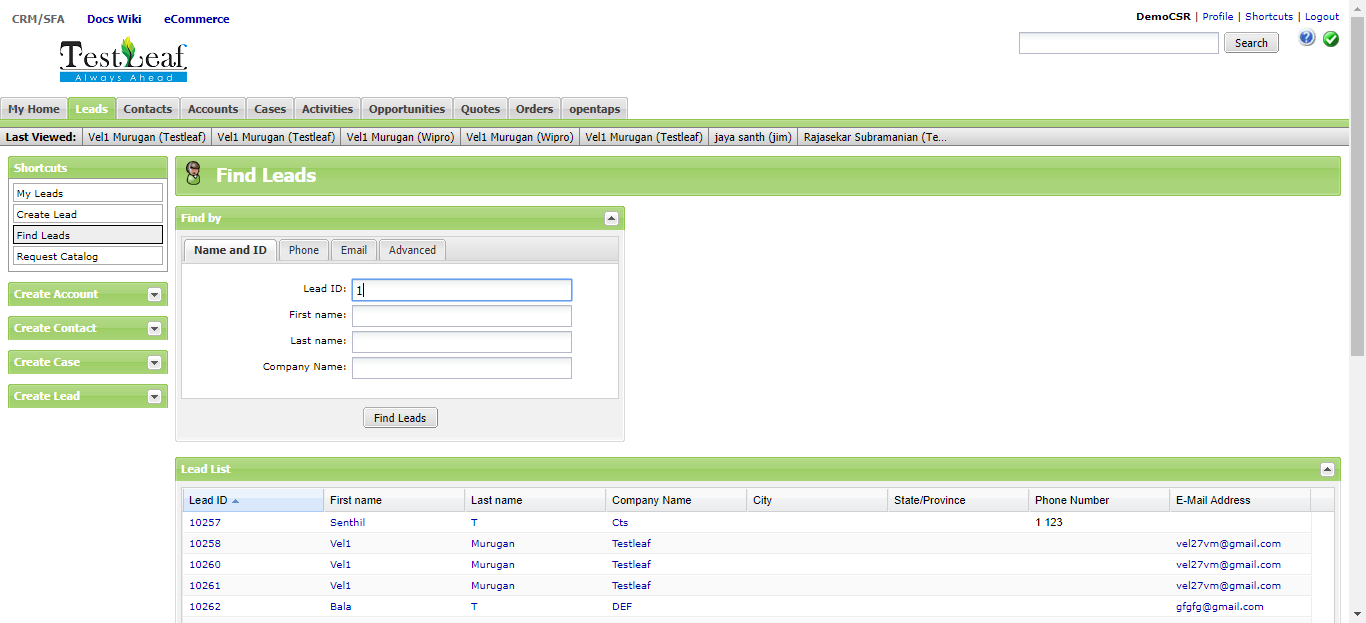 CRM/SFA Docs Wiki eCommerce
DemoCSR | Profile | Shortcuts | Logout
TestLeaf
Always Ahead
Search
My Home Leads Contacts Accounts Cases Activities Opportunities Quotes Orders opentaps
Last Viewed: Vel1 Murugan (Testleaf) Vel1 Murugan (Testleaf) Vel1 Murugan (Wipro) Vel1 Murugan (Wipro) Vel1 Murugan (Testleaf) jaya santh (jim) Rajasekar Subramanian (Te...
Shortcuts
My Leads
Create Lead
Find Leads
Request Catalog
Create Account
Create Contact
Create Case
Create Lead
Find Leads
Find by
Name and ID Phone Email Advanced
Lead ID: 1
First name:
Last name:
Company Name:
Find Leads
Lead List
Lead ID First name Last name Company Name City State/Province Phone Number E-Mail Address
10257 Senthil T Cts 1 123
10258 Vel1 Murugan Testleaf vel27vm@gmail.com
10260 Vel1 Murugan Testleaf vel27vm@gmail.com
10261 Vel1 Murugan Testleaf vel27vm@gmail.com
10262 Bala T DEF gfgfg@gmail.com